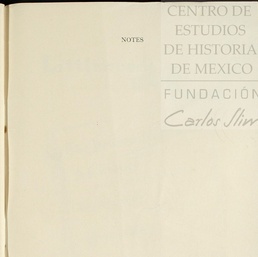 NOTES
CENTRO DE
ESTUDIOS
DE HISTORIA
DE MEXICO
FUNDACIÓN
Carlos Slim